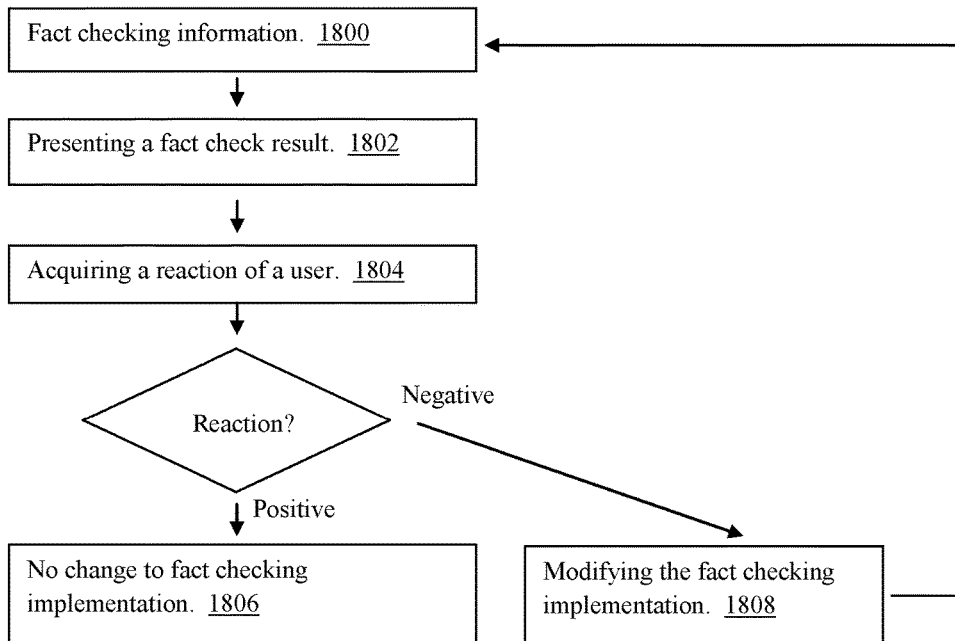 Fact checking information. 1800
Presenting a fact check result. 1802
Acquiring a reaction of a user. 1804
Reaction?
Negative
Positive
No change to fact checking
implementation. 1806
Modifying the fact checking
implementation. 1808